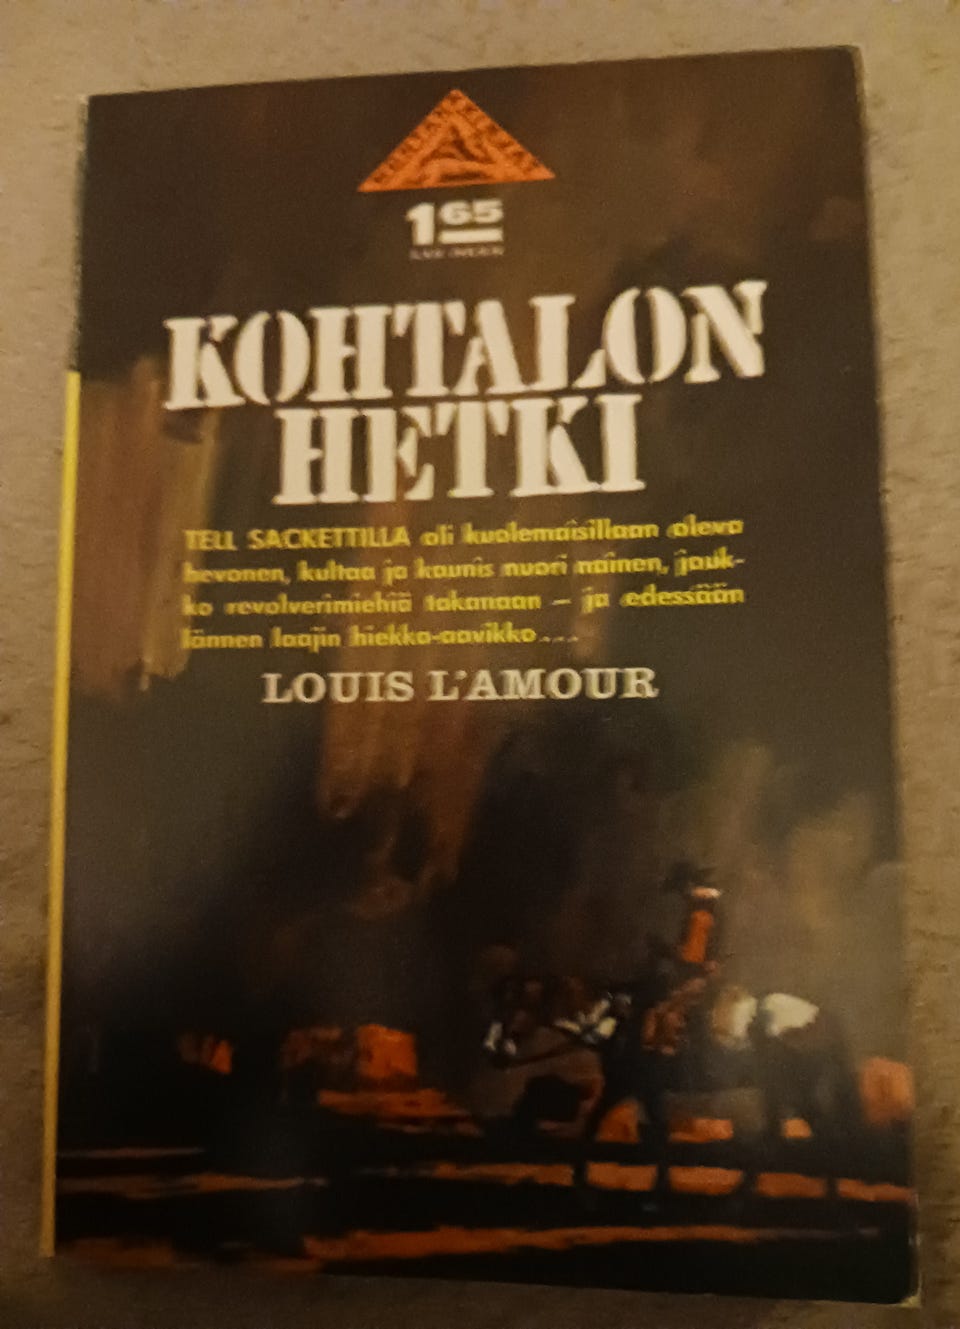 1 65
KOHTALON
HETKI
TELL SACKETTILLA oli kuolemaisillaan oleva
hevonen, kultaa ja kaunis nuori nainen, jouk-
ko revolverimiehiä takanaan – ja edessään
lännen laajin hiekka-aavikko...
LOUIS L'AMOUR